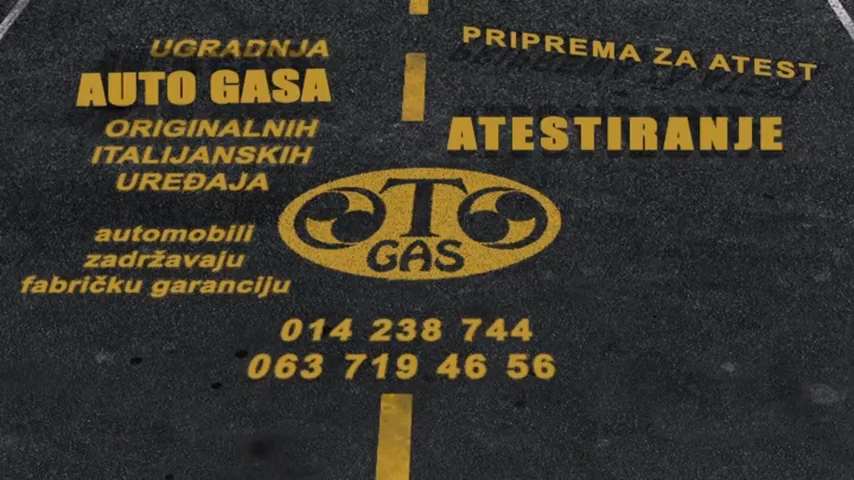 UGRADNJA
AUTO GASA
ORIGINALNIH
ITALIJANSKIH
UREĐAJA
automobili
zadržavaju
fabričku garanciju
PRIPREMA ZA ATEST
ATESTIRANJE
OTO
GAS
014 238 744
063 719 46 56